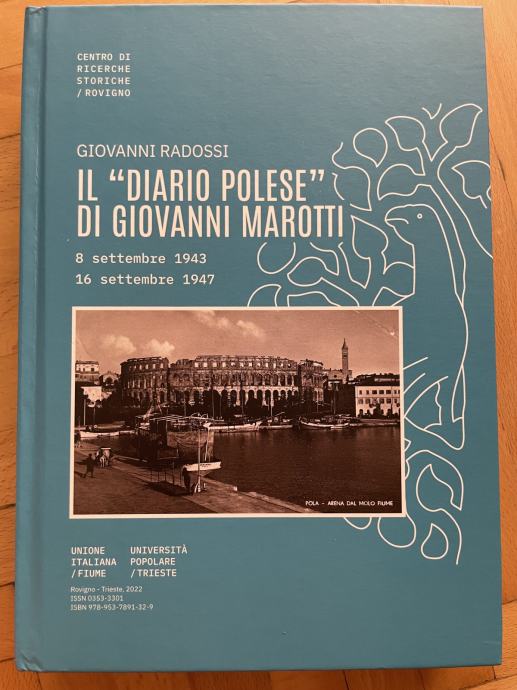 CENTRO DI
RICERCHE
STORICHE
/ROVIGNO
GIOVANNI RADOSSI
IL “DIARIO POLESE”
DI GIOVANNI MAROTTI
8 settembre 1943
16 settembre 1947
POLA - ARENA DAL MOLO FIUME
UNIONE
ITALIANA
/FIUME
UNIVERSITÀ
POPOLARE
/TRIESTE
Rovigno - Trieste, 2022
ISSN 0353-3301
ISBN 978-953-7891-32-9